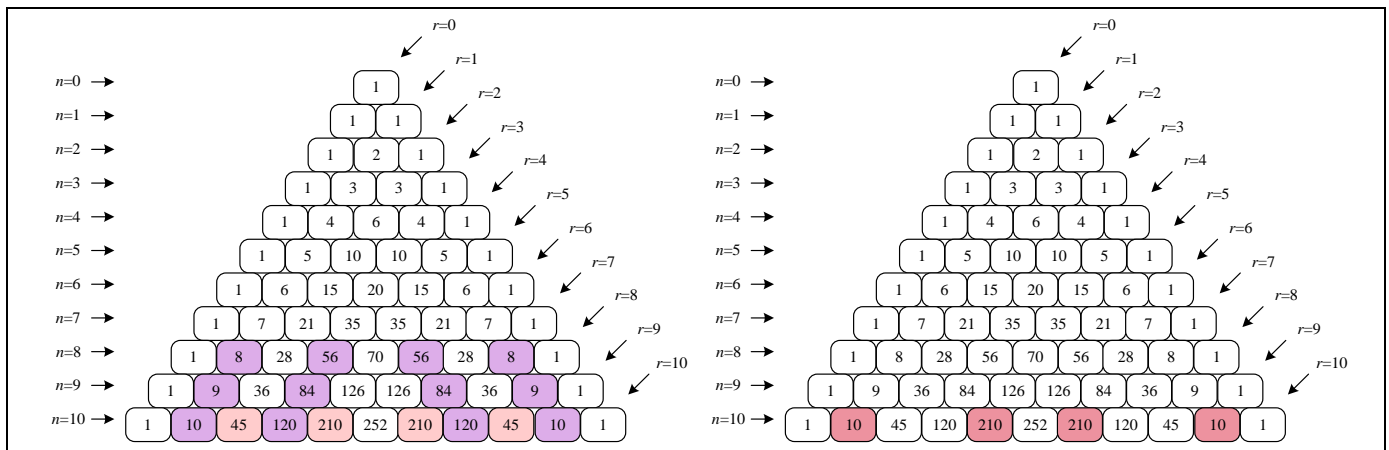 r=0 r=0
r=1 r=1
n=0 1 n=0 1
r=2 r=2
n=1 1 1 n=1 1 1
r=3 r=3
n=2 1 2 1 n=2 1 2 1
r=4 r=4
n=3 1 3 3 1 n=3 1 3 3 1
r=5 r=5
n=4 1 4 6 4 1 n=4 1 4 6 4 1
r=6 r=6
n=5 1 5 10 10 5 1 n=5 1 5 10 10 5 1
r=7 r=7
n=6 1 6 15 20 15 6 1 n=6 1 6 15 20 15 6 1
r=8 r=8
n=7 1 7 21 35 35 21 7 1 n=7 1 7 21 35 35 21 7 1
r=9 r=9
n=8 1 8 28 56 70 56 28 8 1 n=8 1 8 28 56 70 56 28 8 1
r=10 r=10
n=9 1 9 36 84 126 126 84 36 9 1 n=9 1 9 36 84 126 126 84 36 9 1
n=10 1 10 45 120 210 252 210 120 45 10 1 n=10 1 10 45 120 210 252 210 120 45 10 1